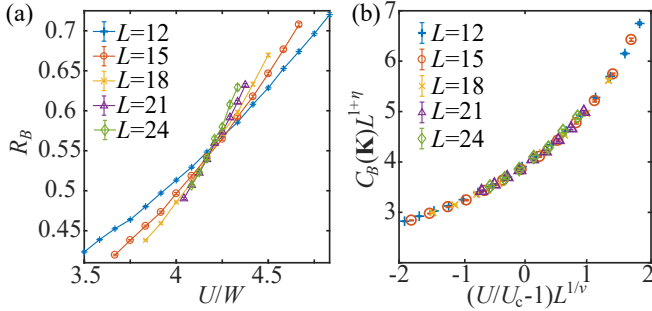 (a)
0.7
0.65
0.6
0.55
0.5
0.45
R_B
L=12
L=15
L=18
L=21
L=24
3.5 4 4.5
U/W
(b)
7
6
5
4
3
C_B(K)L^{1+η}
L=12
L=15
L=18
L=21
L=24
-2 -1 0 1 2
(U/U_c-1)L^{1/ν}